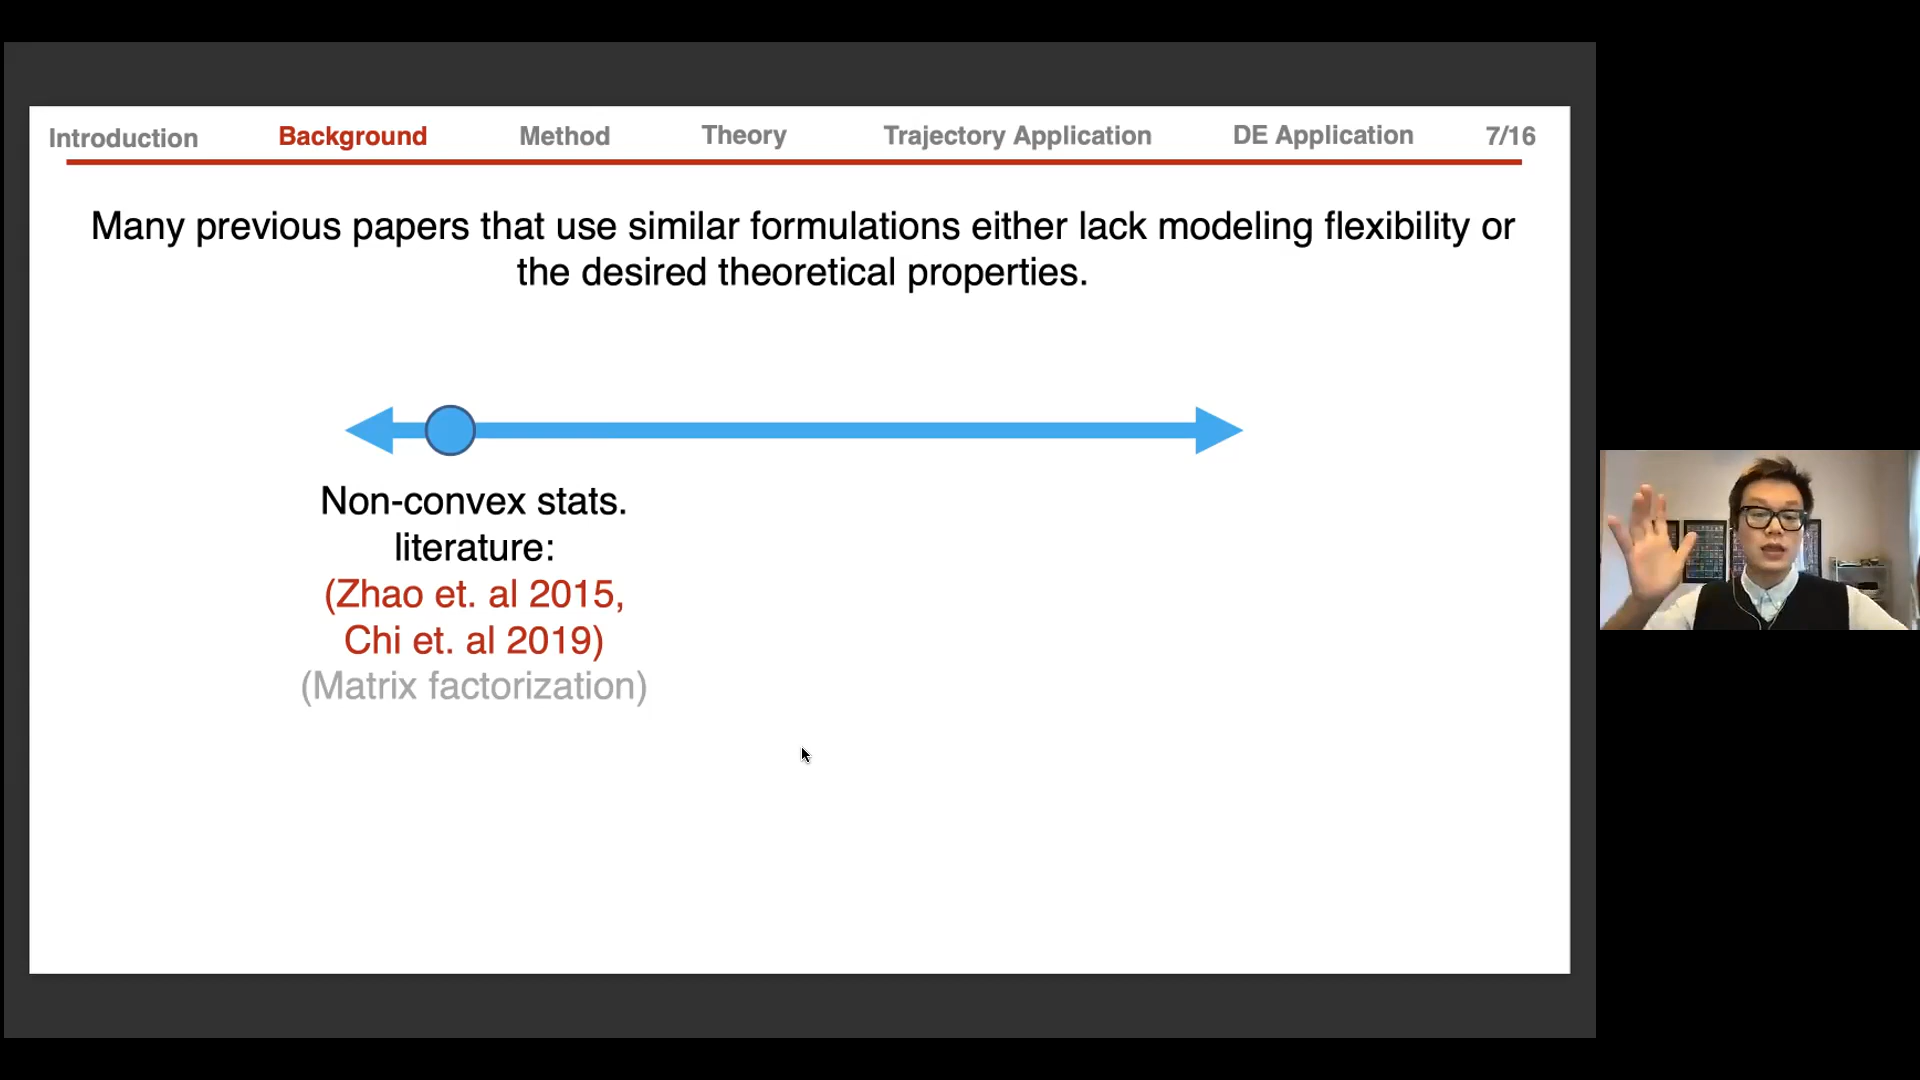 Introduction Background Method Theory Trajectory Application DE Application 7/16
Many previous papers that use similar formulations either lack modeling flexibility or
the desired theoretical properties.
Non-convex stats.
literature:
(Zhao et. al 2015,
Chi et. al 2019)
(Matrix factorization)